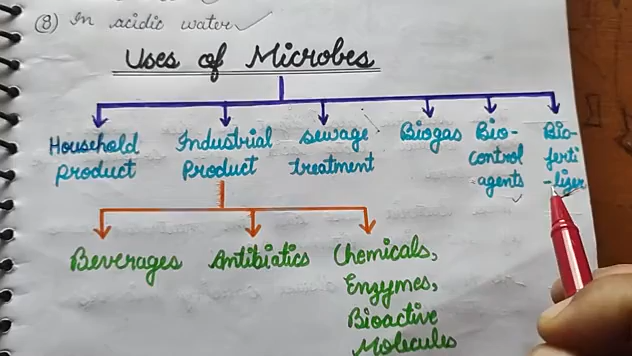 ⑧ In acidic water
Uses of Microbes
Household
product
Industrial
Product
sewage
treatment
Biogas
Bio-
control
agents
Bio-
ferti
-lizer
Beverages
Antibiatics
Chemicals,
Enzymes,
Bioactive
Molecules